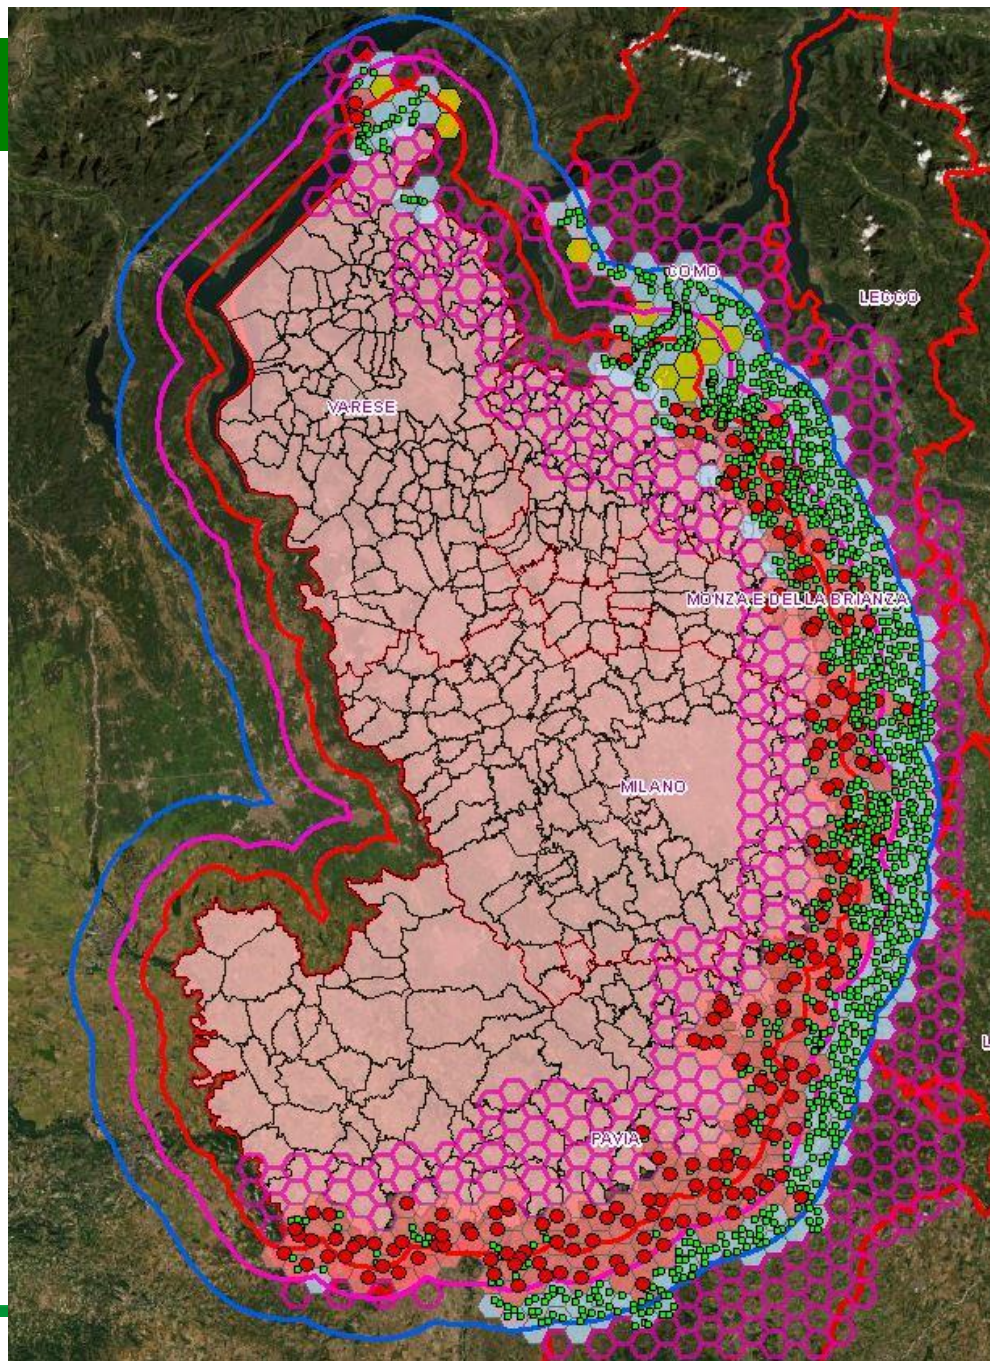 COMO
LECCO
VARESE
MONZA E DELLA BRIANZA
MILANO
L
PAVIA